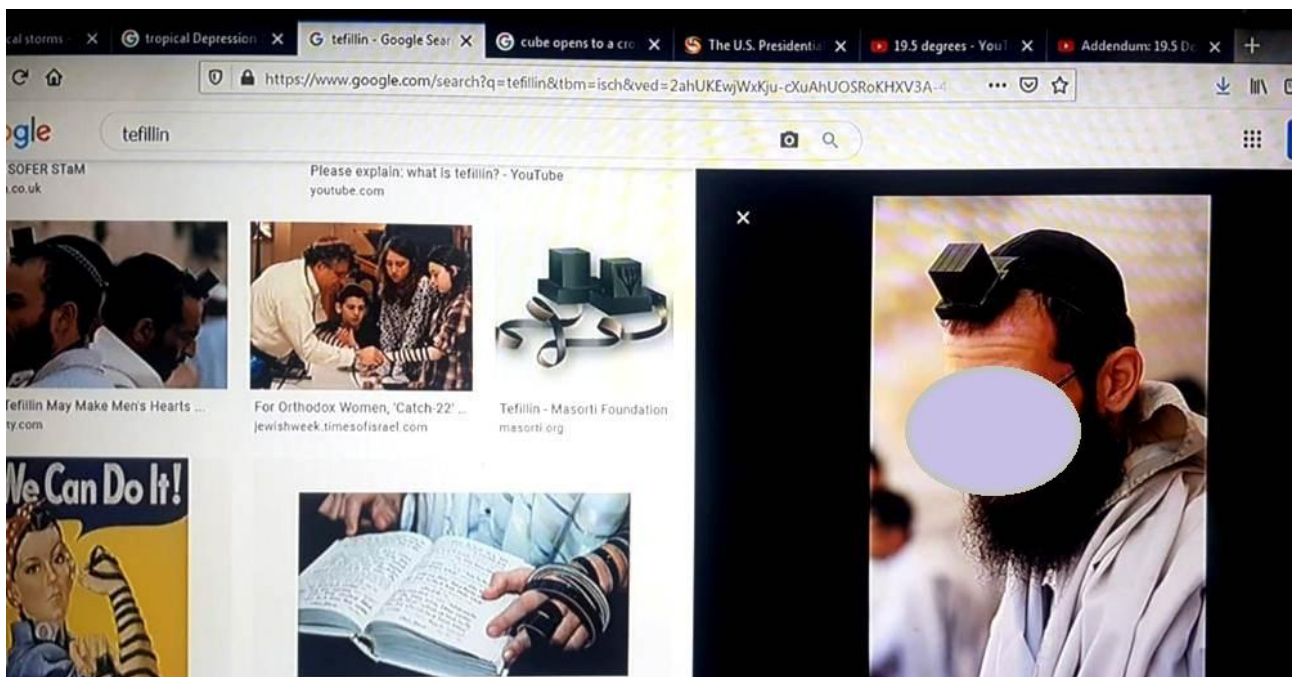 cal storms -
tropical Depression
tefillin - Google Sear
cube opens to a cro
The U.S. Presidentia
19.5 degrees - YouT
Addendum: 19.5 De
https://www.google.com/search?q=tefillin&tbm=isch&ved=2ahUKEwjWxKju-cXuAhUOSRoKHXV3A-4
ogle
tefillin
SOFER STaM
.co.uk
Please explain: what is tefillin? - YouTube
youtube.com
Tefillin May Make Men's Hearts ...
ty.com
For Orthodox Women, 'Catch-22' ...
jewishweek.timesofisrael.com
Tefillin - Masorti Foundation
masorti.org
We Can Do It!